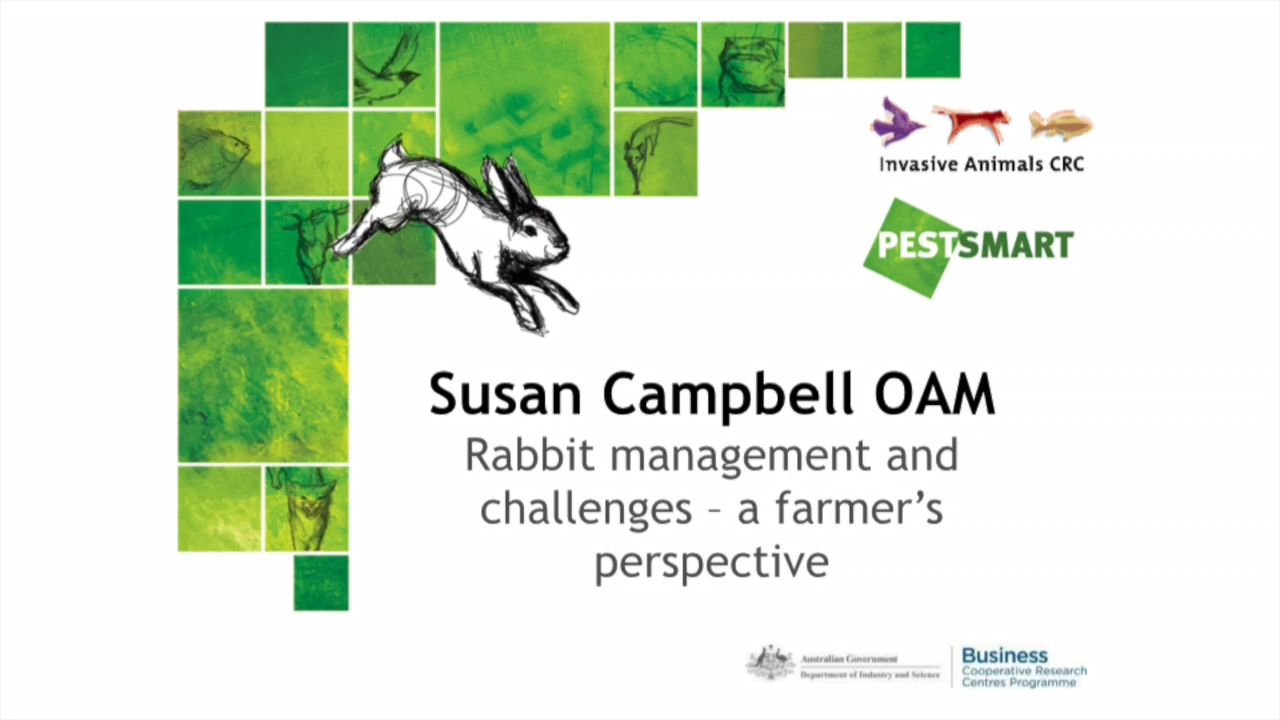 Invasive Animals CRC
PESTSMART
Susan Campbell OAM
Rabbit management and
challenges – a farmer’s
perspective
Australian Government
Department of Industry and Science
Business
Cooperative Research
Centres Programme